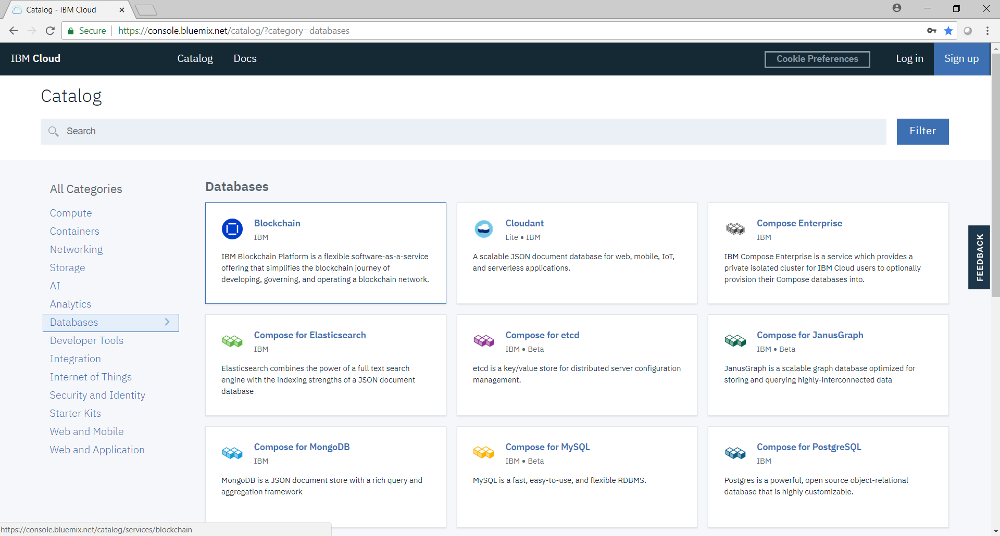 Catalog - IBM Cloud
Secure
https://console.bluemix.net/catalog/?category=databases
IBM Cloud
Catalog
Docs
Cookie Preferences
Log in
Sign up
Catalog
Search
Filter
All Categories
Compute
Containers
Networking
Storage
AI
Analytics
Databases
Developer Tools
Integration
Internet of Things
Security and Identity
Starter Kits
Web and Mobile
Web and Application
Databases
Blockchain
IBM
IBM Blockchain Platform is a flexible software-as-a-service
offering that simplifies the blockchain journey of
developing, governing, and operating a blockchain network.
Cloudant
Lite • IBM
A scalable JSON document database for web, mobile, IoT,
and serverless applications.
Compose Enterprise
IBM
IBM Compose Enterprise is a service which provides a
private isolated cluster for IBM Cloud users to optionally
provision their Compose databases into.
Compose for Elasticsearch
IBM
Elasticsearch combines the power of a full text search
engine with the indexing strengths of a JSON document
database
Compose for etcd
IBM • Beta
etcd is a key/value store for distributed server configuration
management.
Compose for JanusGraph
IBM • Beta
JanusGraph is a scalable graph database optimized for
storing and querying highly-interconnected data
Compose for MongoDB
IBM
MongoDB is a JSON document store with a rich query and
aggregation framework
Compose for MySQL
IBM • Beta
MySQL is a fast, easy-to-use, and flexible RDBMS.
Compose for PostgreSQL
IBM
Postgres is a powerful, open source object-relational
database that is highly customizable.
FEEDBACK
https://console.bluemix.net/catalog/services/blockchain